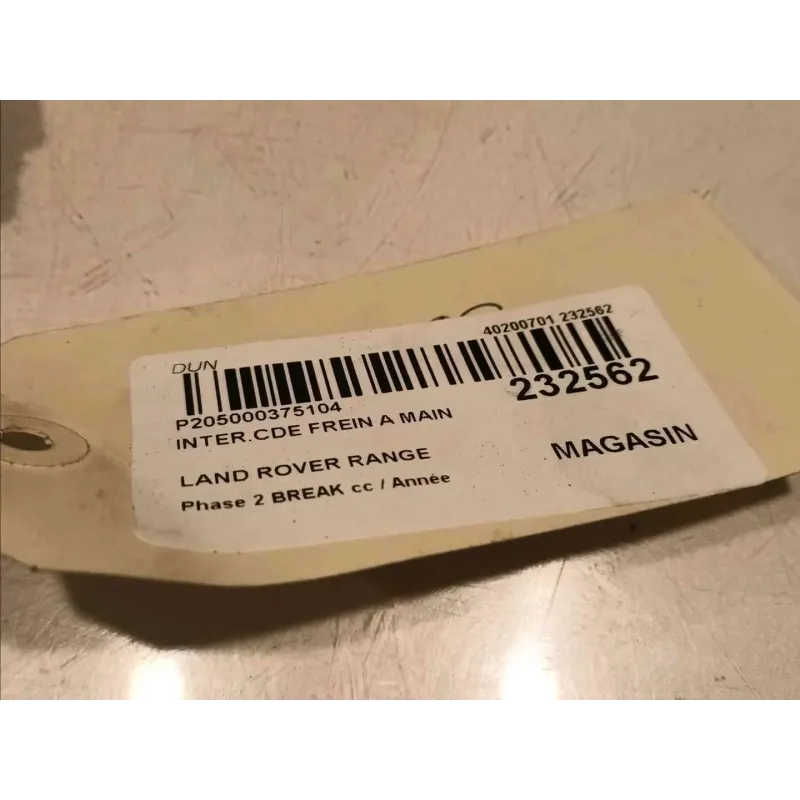 DUN
40200701 232562
P205000375104
232562
INTER.CDE FREIN A MAIN
LAND ROVER RANGE
MAGASIN
Phase 2 BREAK cc / Année